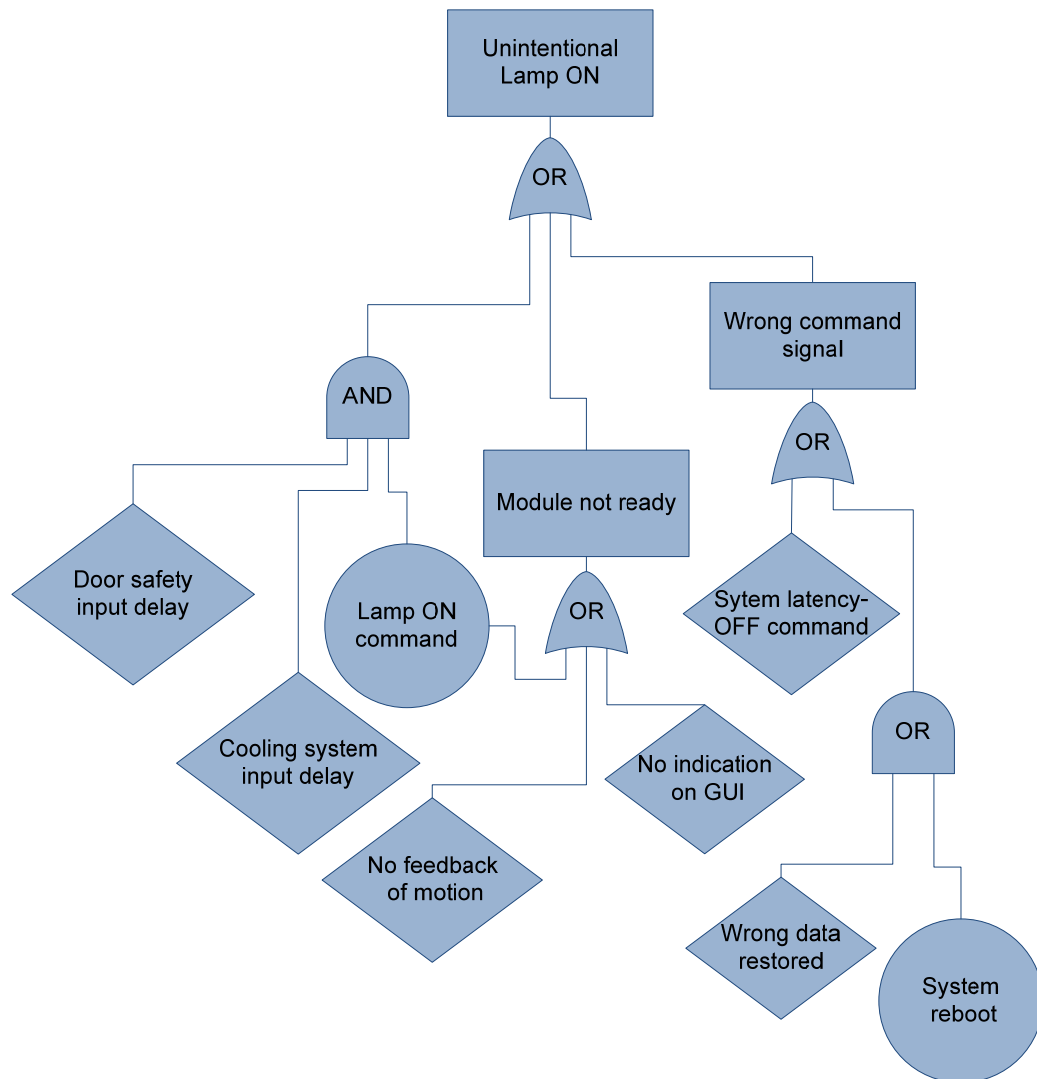 Unintentional
Lamp ON
OR
Wrong command
signal
AND
OR
Module not ready
Door safety
input delay
Lamp ON
command
OR
Sytem latency-
OFF command
Cooling system
input delay
No indication
on GUI
OR
No feedback
of motion
Wrong data
restored
System
reboot